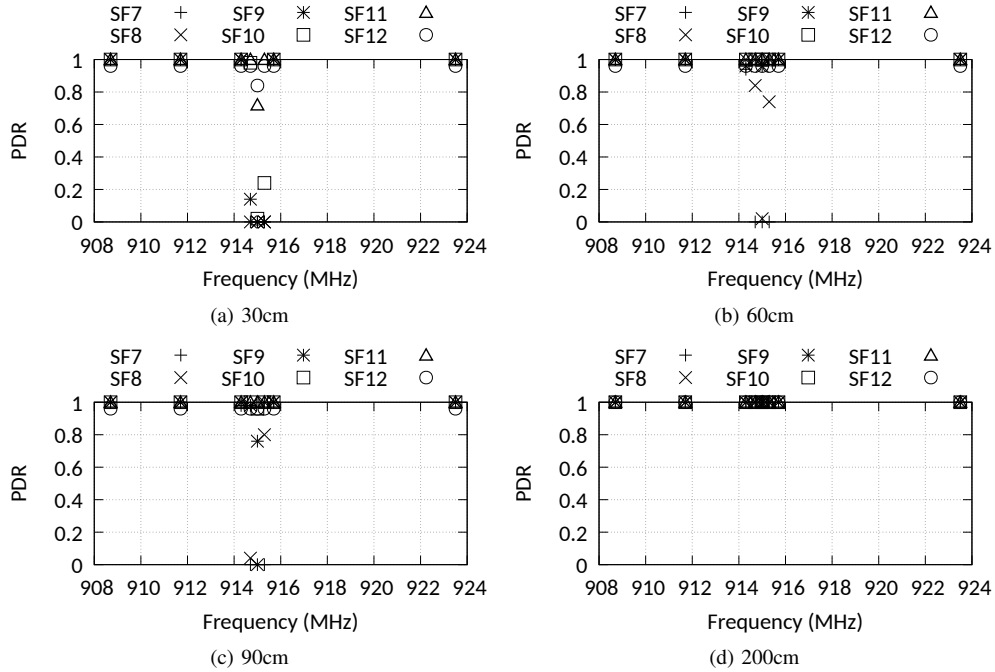 SF7 SF9 SF11
SF8 SF10 SF12
1
0.8
0.6
0.4
0.2
0
PDR
908 910 912 914 916 918 920 922 924
Frequency (MHz)
(a) 30cm
SF7 SF9 SF11
SF8 SF10 SF12
1
0.8
0.6
0.4
0.2
0
PDR
908 910 912 914 916 918 920 922 924
Frequency (MHz)
(b) 60cm
SF7 SF9 SF11
SF8 SF10 SF12
1
0.8
0.6
0.4
0.2
0
PDR
908 910 912 914 916 918 920 922 924
Frequency (MHz)
(c) 90cm
SF7 SF9 SF11
SF8 SF10 SF12
1
0.8
0.6
0.4
0.2
0
PDR
908 910 912 914 916 918 920 922 924
Frequency (MHz)
(d) 200cm